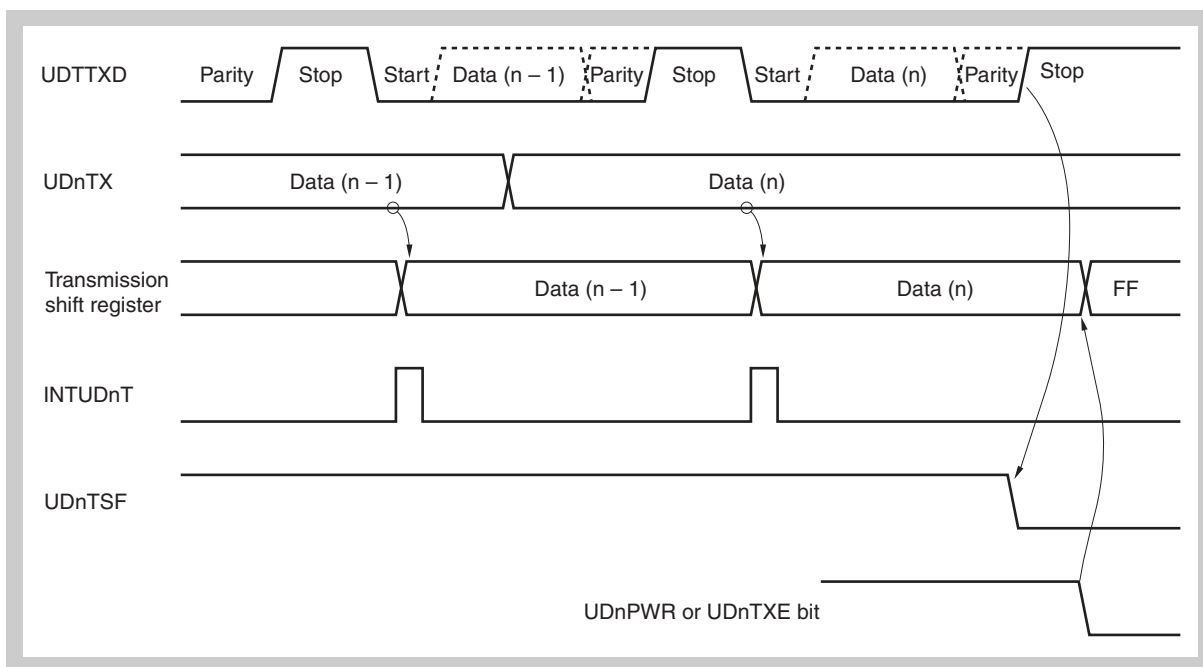 UDTTXD Parity Stop Start Data (n – 1) Parity Stop Start Data (n) Parity Stop
UDnTX Data (n – 1) Data (n)
Transmission
shift register Data (n – 1) Data (n) FF
INTUDnT
UDnTSF
UDnPWR or UDnTXE bit